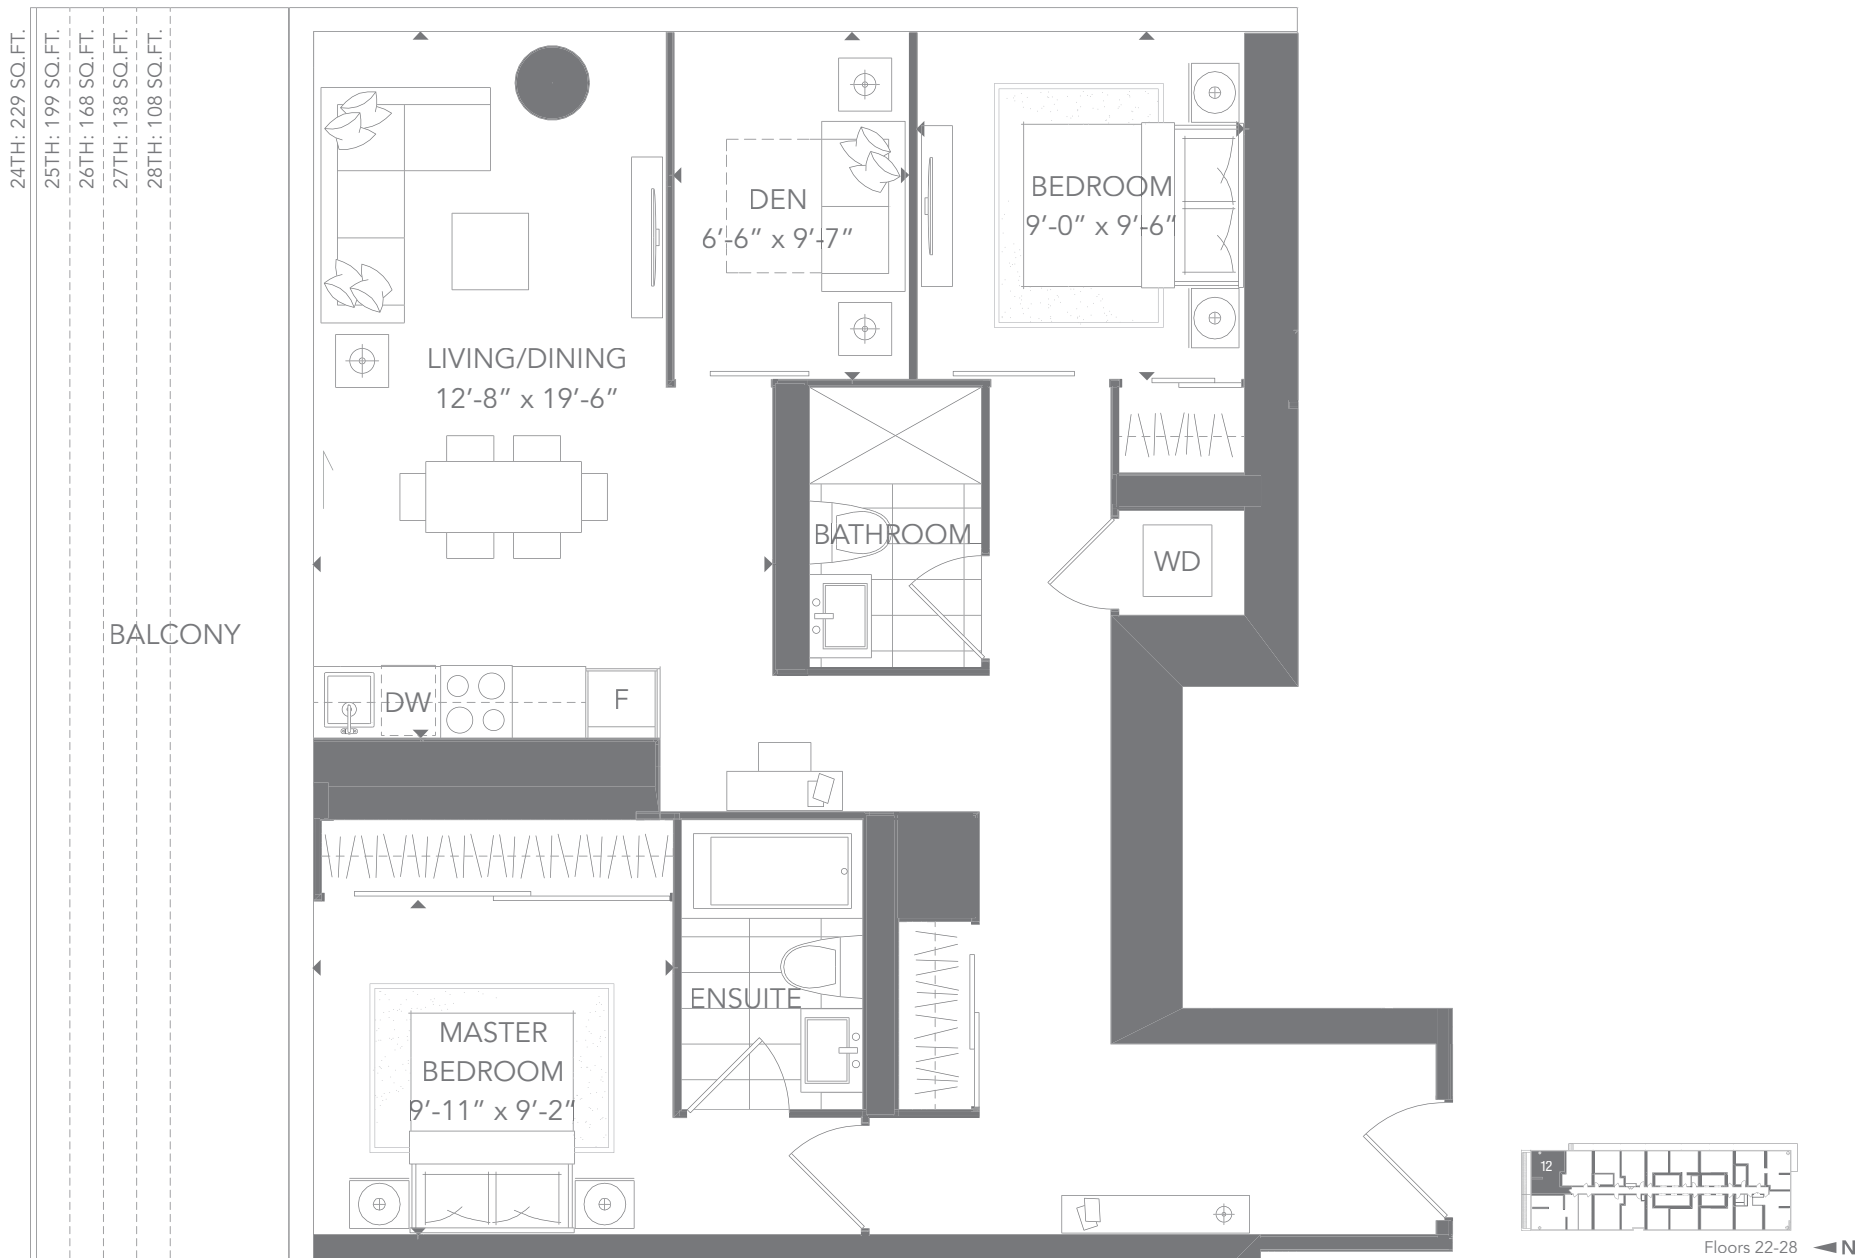 24TH: 229 SQ.FT.
25TH: 199 SQ.FT.
26TH: 168 SQ.FT.
27TH: 138 SQ.FT.
28TH: 108 SQ.FT.
BALCONY
LIVING/DINING
12'-8" x 19'-6"
DEN
6'-6" x 9'-7"
BEDROOM
9'-0" x 9'-6"
BATHROOM
WD
DW
F
ENSUITE
MASTER
BEDROOM
9'-11" x 9'-2"
12
Floors 22-28
N